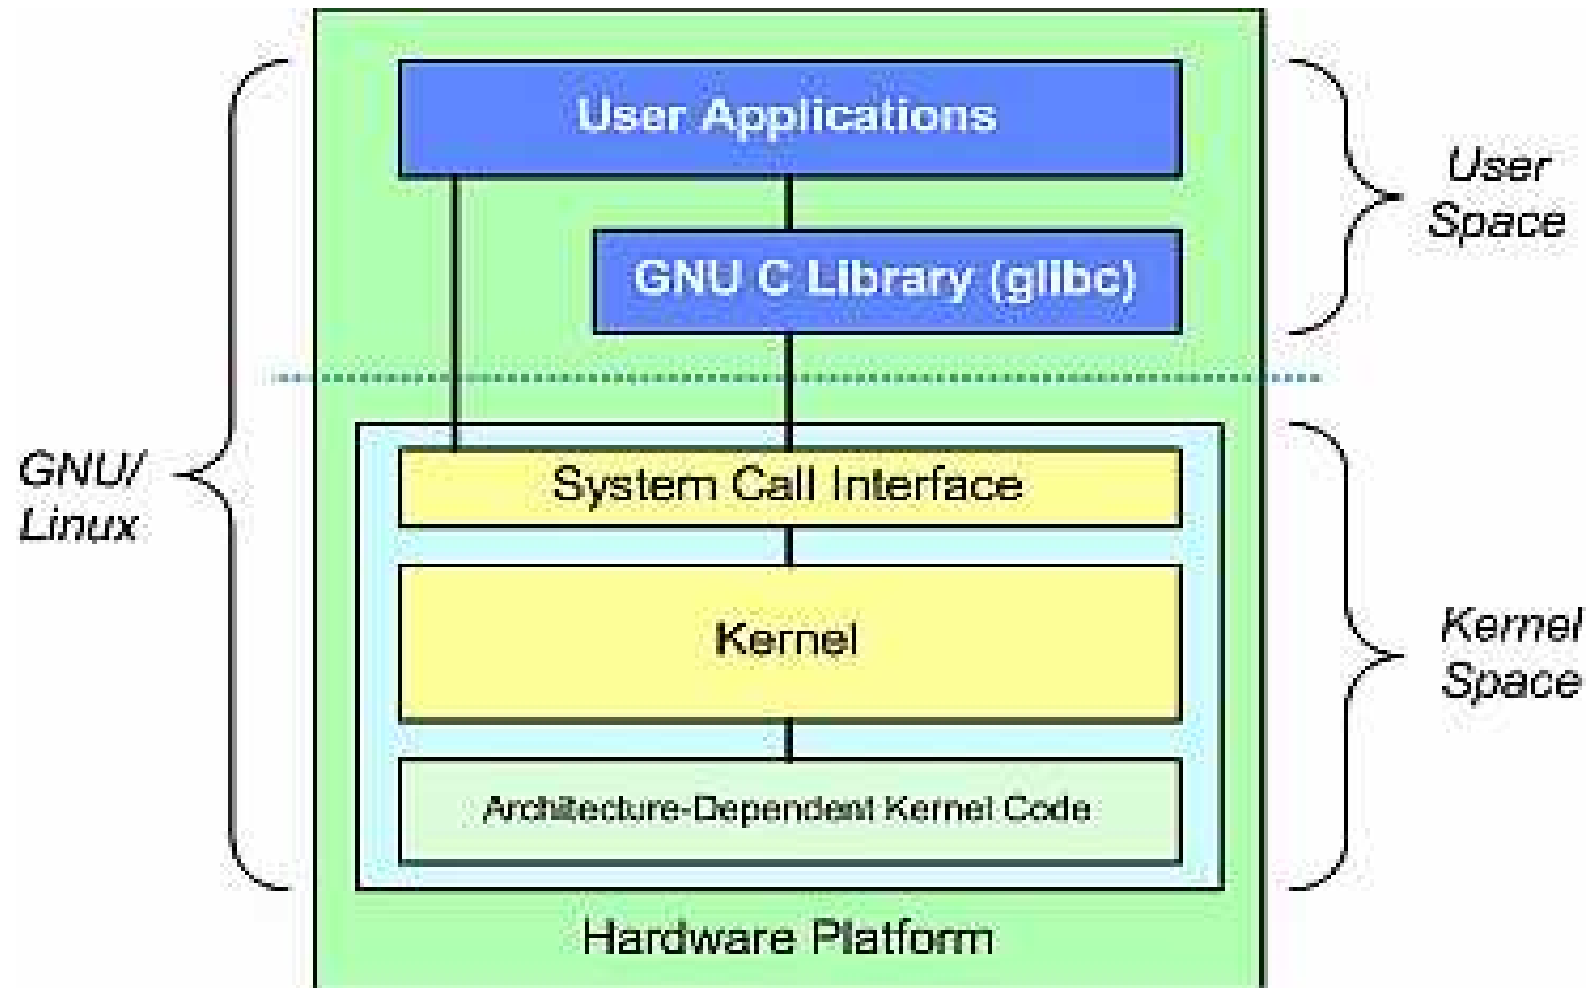 User Applications
User
Space
GNU C Library (glibc)
GNU/
Linux
System Call Interface
Kernel
Kernel
Space
Architecture-Dependent Kernel Code
Hardware Platform